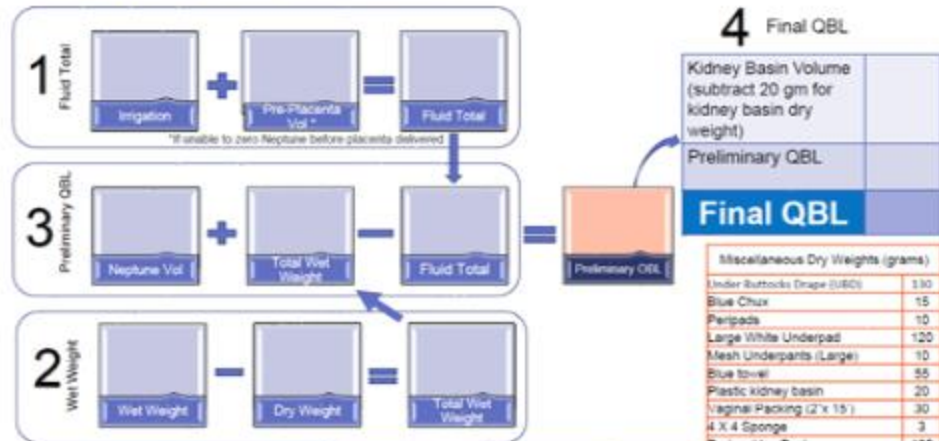 1
Fluid Total
Irrigation
Pre-Placenta
Vol *
Fluid Total
*If unable to zero Neptune before placenta delivered
3
Preliminary QBL
Neptune Vol
Total Wet
Weight
Fluid Total
Preliminary QBL
2
Wet Weight
Wet Weight
Dry Weight
Total Wet
Weight
4 Final QBL
Kidney Basin Volume
(subtract 20 gm for
kidney basin dry
weight)
Preliminary QBL
Final QBL
Miscellaneous Dry Weights (grams)
Under Buttocks Drape (UBD) 130
Blue Chux 15
Peripads 10
Large White Underpad 120
Mesh Underpants (Large) 10
Blue towel 55
Plastic kidney basin 20
Vaginal Packing (2"x 15') 30
4 X 4 Sponge 3